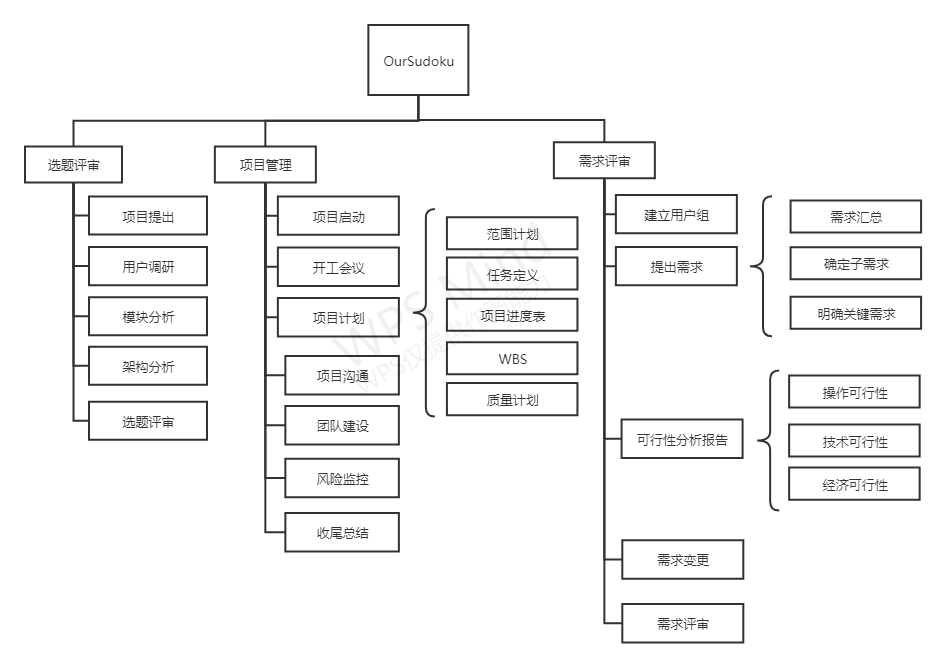 OurSudoku
选题评审
项目提出
用户调研
模块分析
架构分析
选题评审
项目管理
项目启动
开工会议
项目计划
范围计划
任务定义
项目进度表
WBS
质量计划
项目沟通
团队建设
风险监控
收尾总结
需求评审
建立用户组
提出需求
需求汇总
确定子需求
明确关键需求
可行性分析报告
操作可行性
技术可行性
经济可行性
需求变更
需求评审
WPS Mind